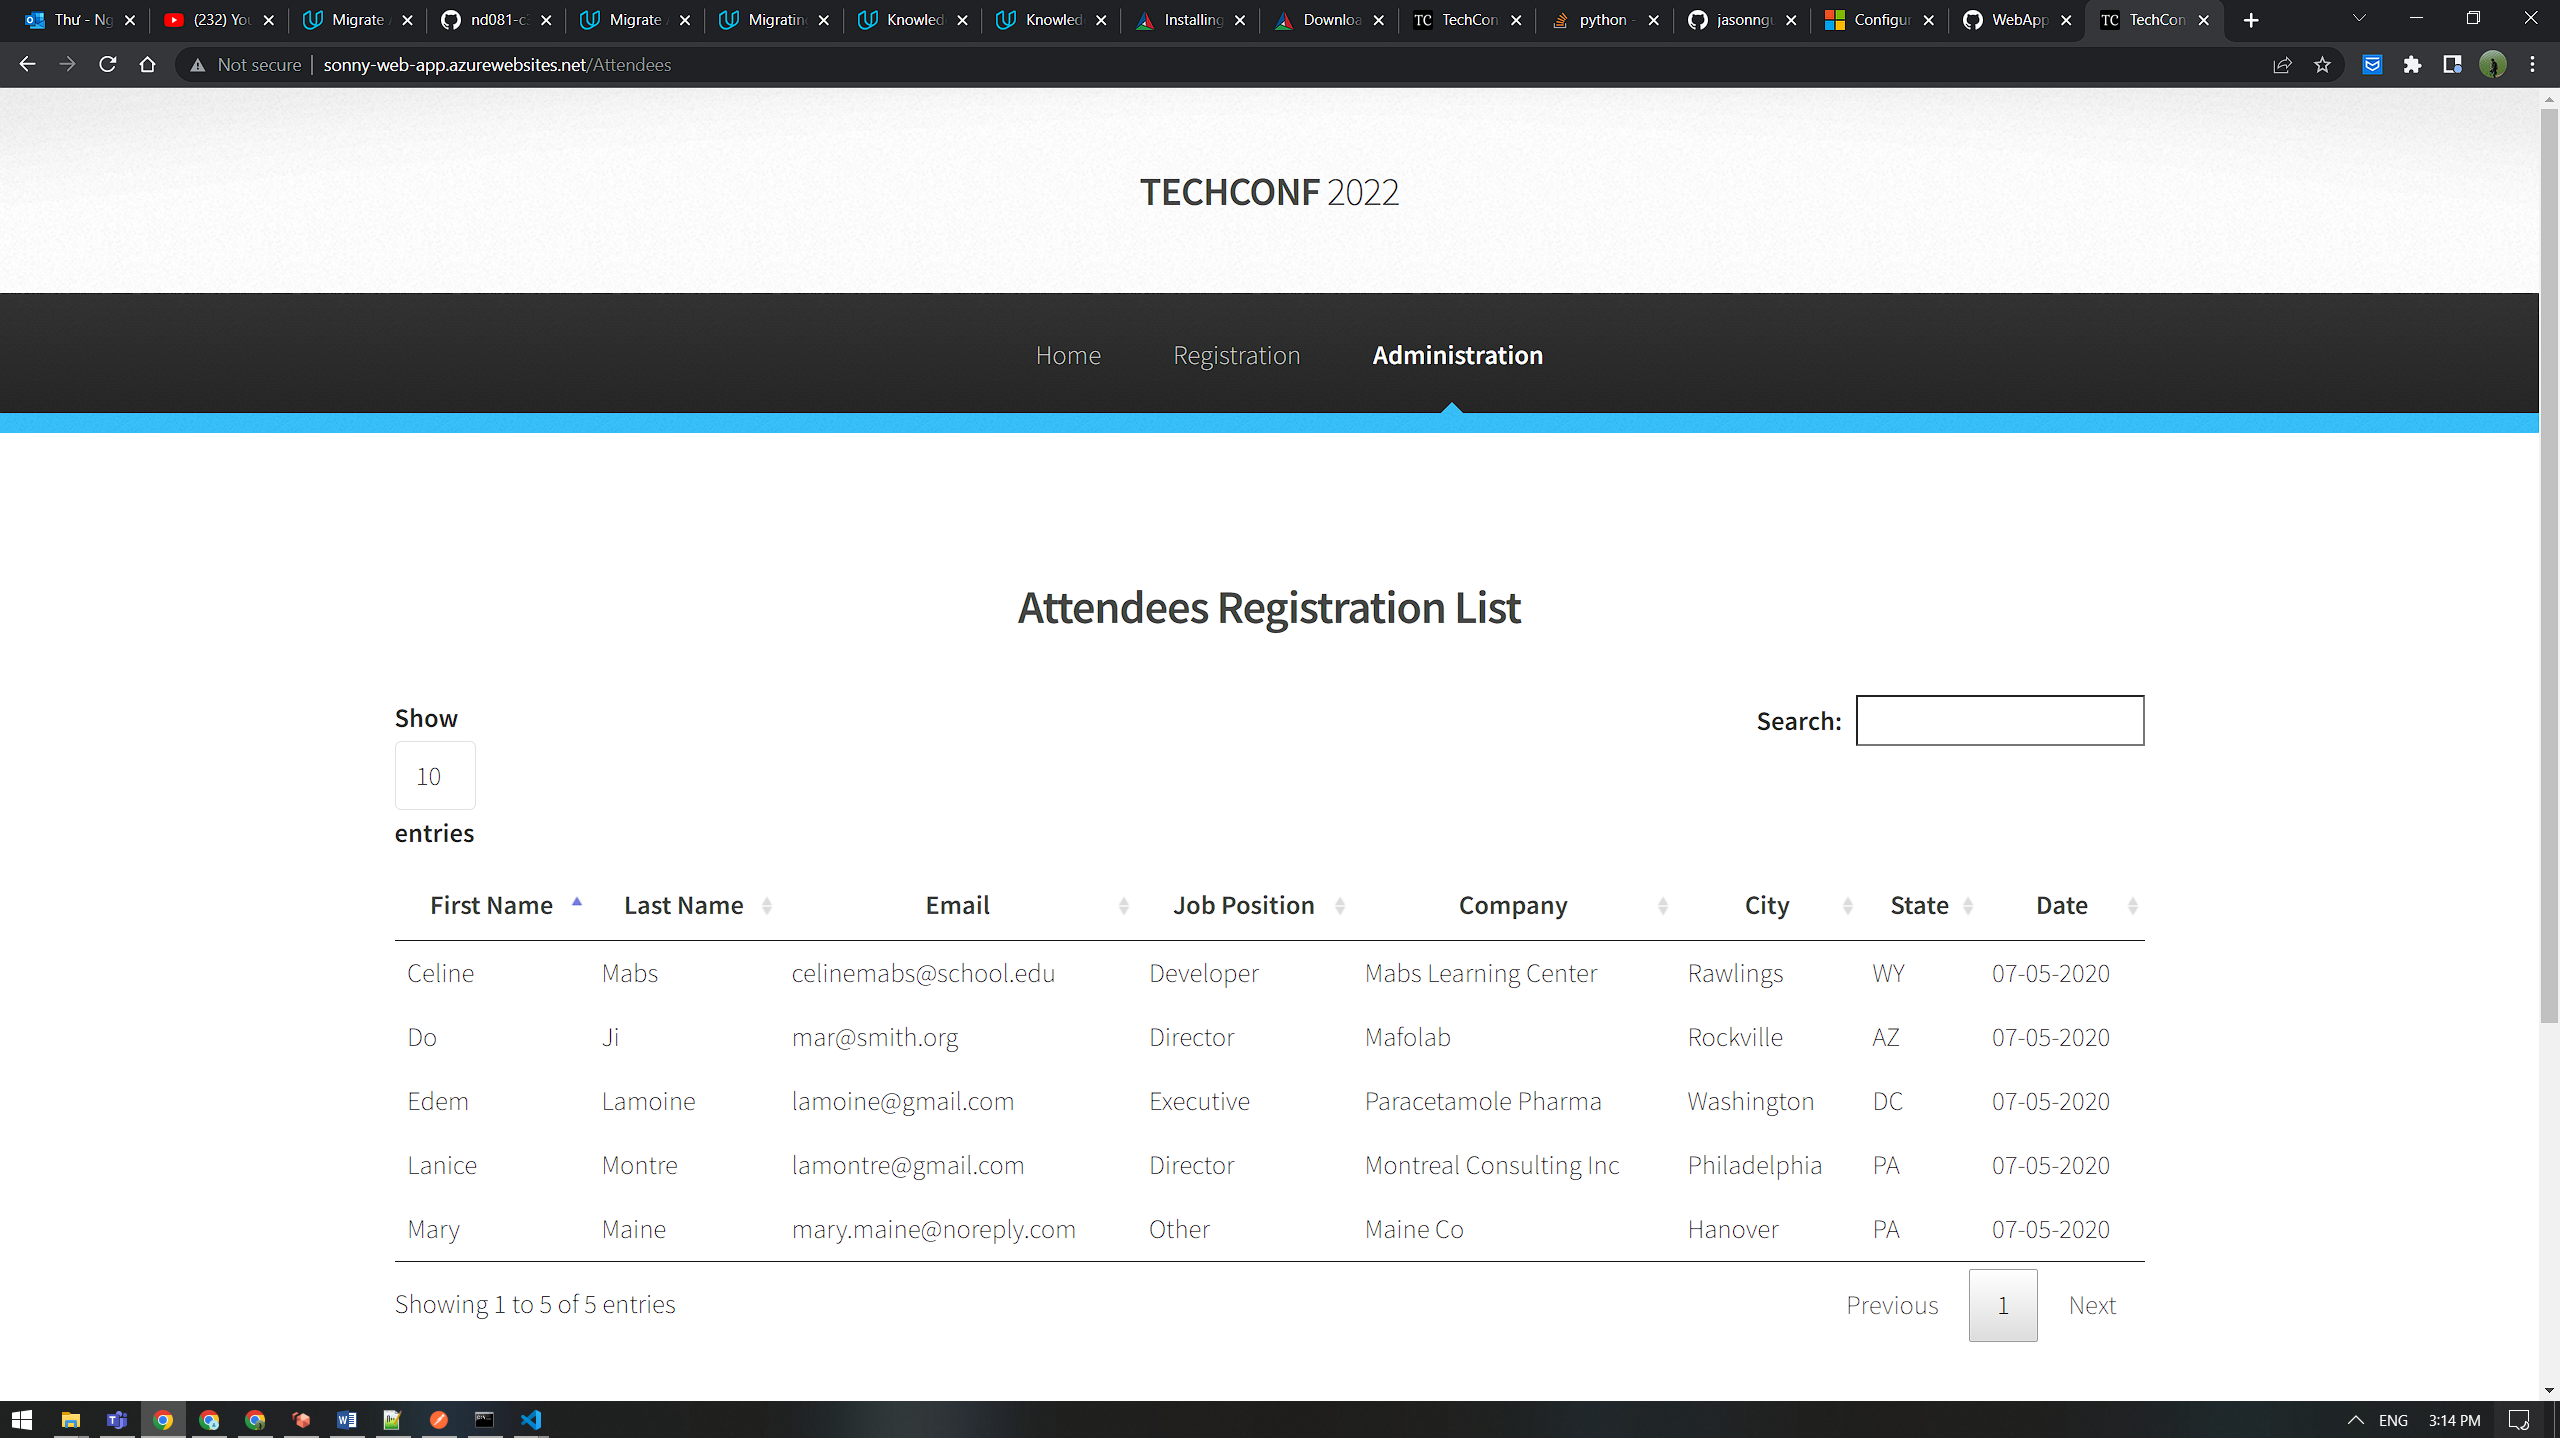 Thư - Ng (232) You Migrate A nd081-c3 Migrate A Migrating Knowled Knowled Installing Downloa TechCon python - jasonngu Configur WebApp TechCon
Not secure sonny-web-app.azurewebsites.net/Attendees
TECHCONF 2022
Home Registration Administration
Attendees Registration List
Show
10
entries
Search:
First Name Last Name Email Job Position Company City State Date
Celine Mabs celinemabs@school.edu Developer Mabs Learning Center Rawlings WY 07-05-2020
Do Ji mar@smith.org Director Mafolab Rockville AZ 07-05-2020
Edem Lamoine lamoine@gmail.com Executive Paracetamole Pharma Washington DC 07-05-2020
Lanice Montre lamontre@gmail.com Director Montreal Consulting Inc Philadelphia PA 07-05-2020
Mary Maine mary.maine@noreply.com Other Maine Co Hanover PA 07-05-2020
Showing 1 to 5 of 5 entries
Previous 1 Next
ENG 3:14 PM